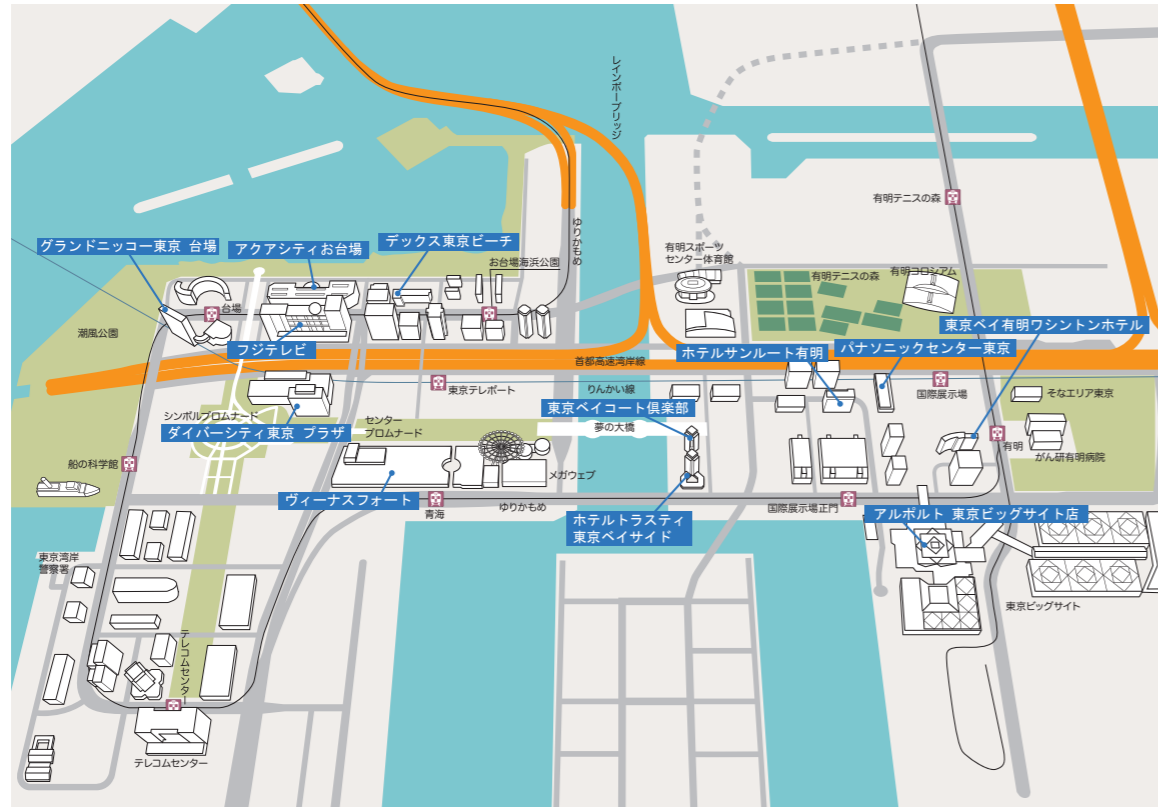 レインボーブリッジ
有明テニスの森
ゆりかもめ
グランドニッコー東京 台場
アクアシティお台場
デックス東京ビーチ
お台場海浜公園
有明スポーツ
センター体育館
有明テニスの森
有明コロシアム
台場
潮風公園
フジテレビ
東京ベイ有明ワシントンホテル
首都高速湾岸線
ホテルサンルート有明
パナソニックセンター東京
東京テレポート
りんかい線
国際展示場
そなエリア東京
シンボルプロムナード
ダイバーシティ東京 プラザ
センター
プロムナード
東京ベイコート倶楽部
夢の大橋
有明
がん研有明病院
船の科学館
ヴィーナスフォート
メガウェブ
青海
ゆりかもめ
国際展示場正門
ホテルトラスティ
東京ベイサイド
アルポルト 東京ビッグサイト店
東京湾岸
警察署
東京ビッグサイト
テレコムセンター
テレコムセンター